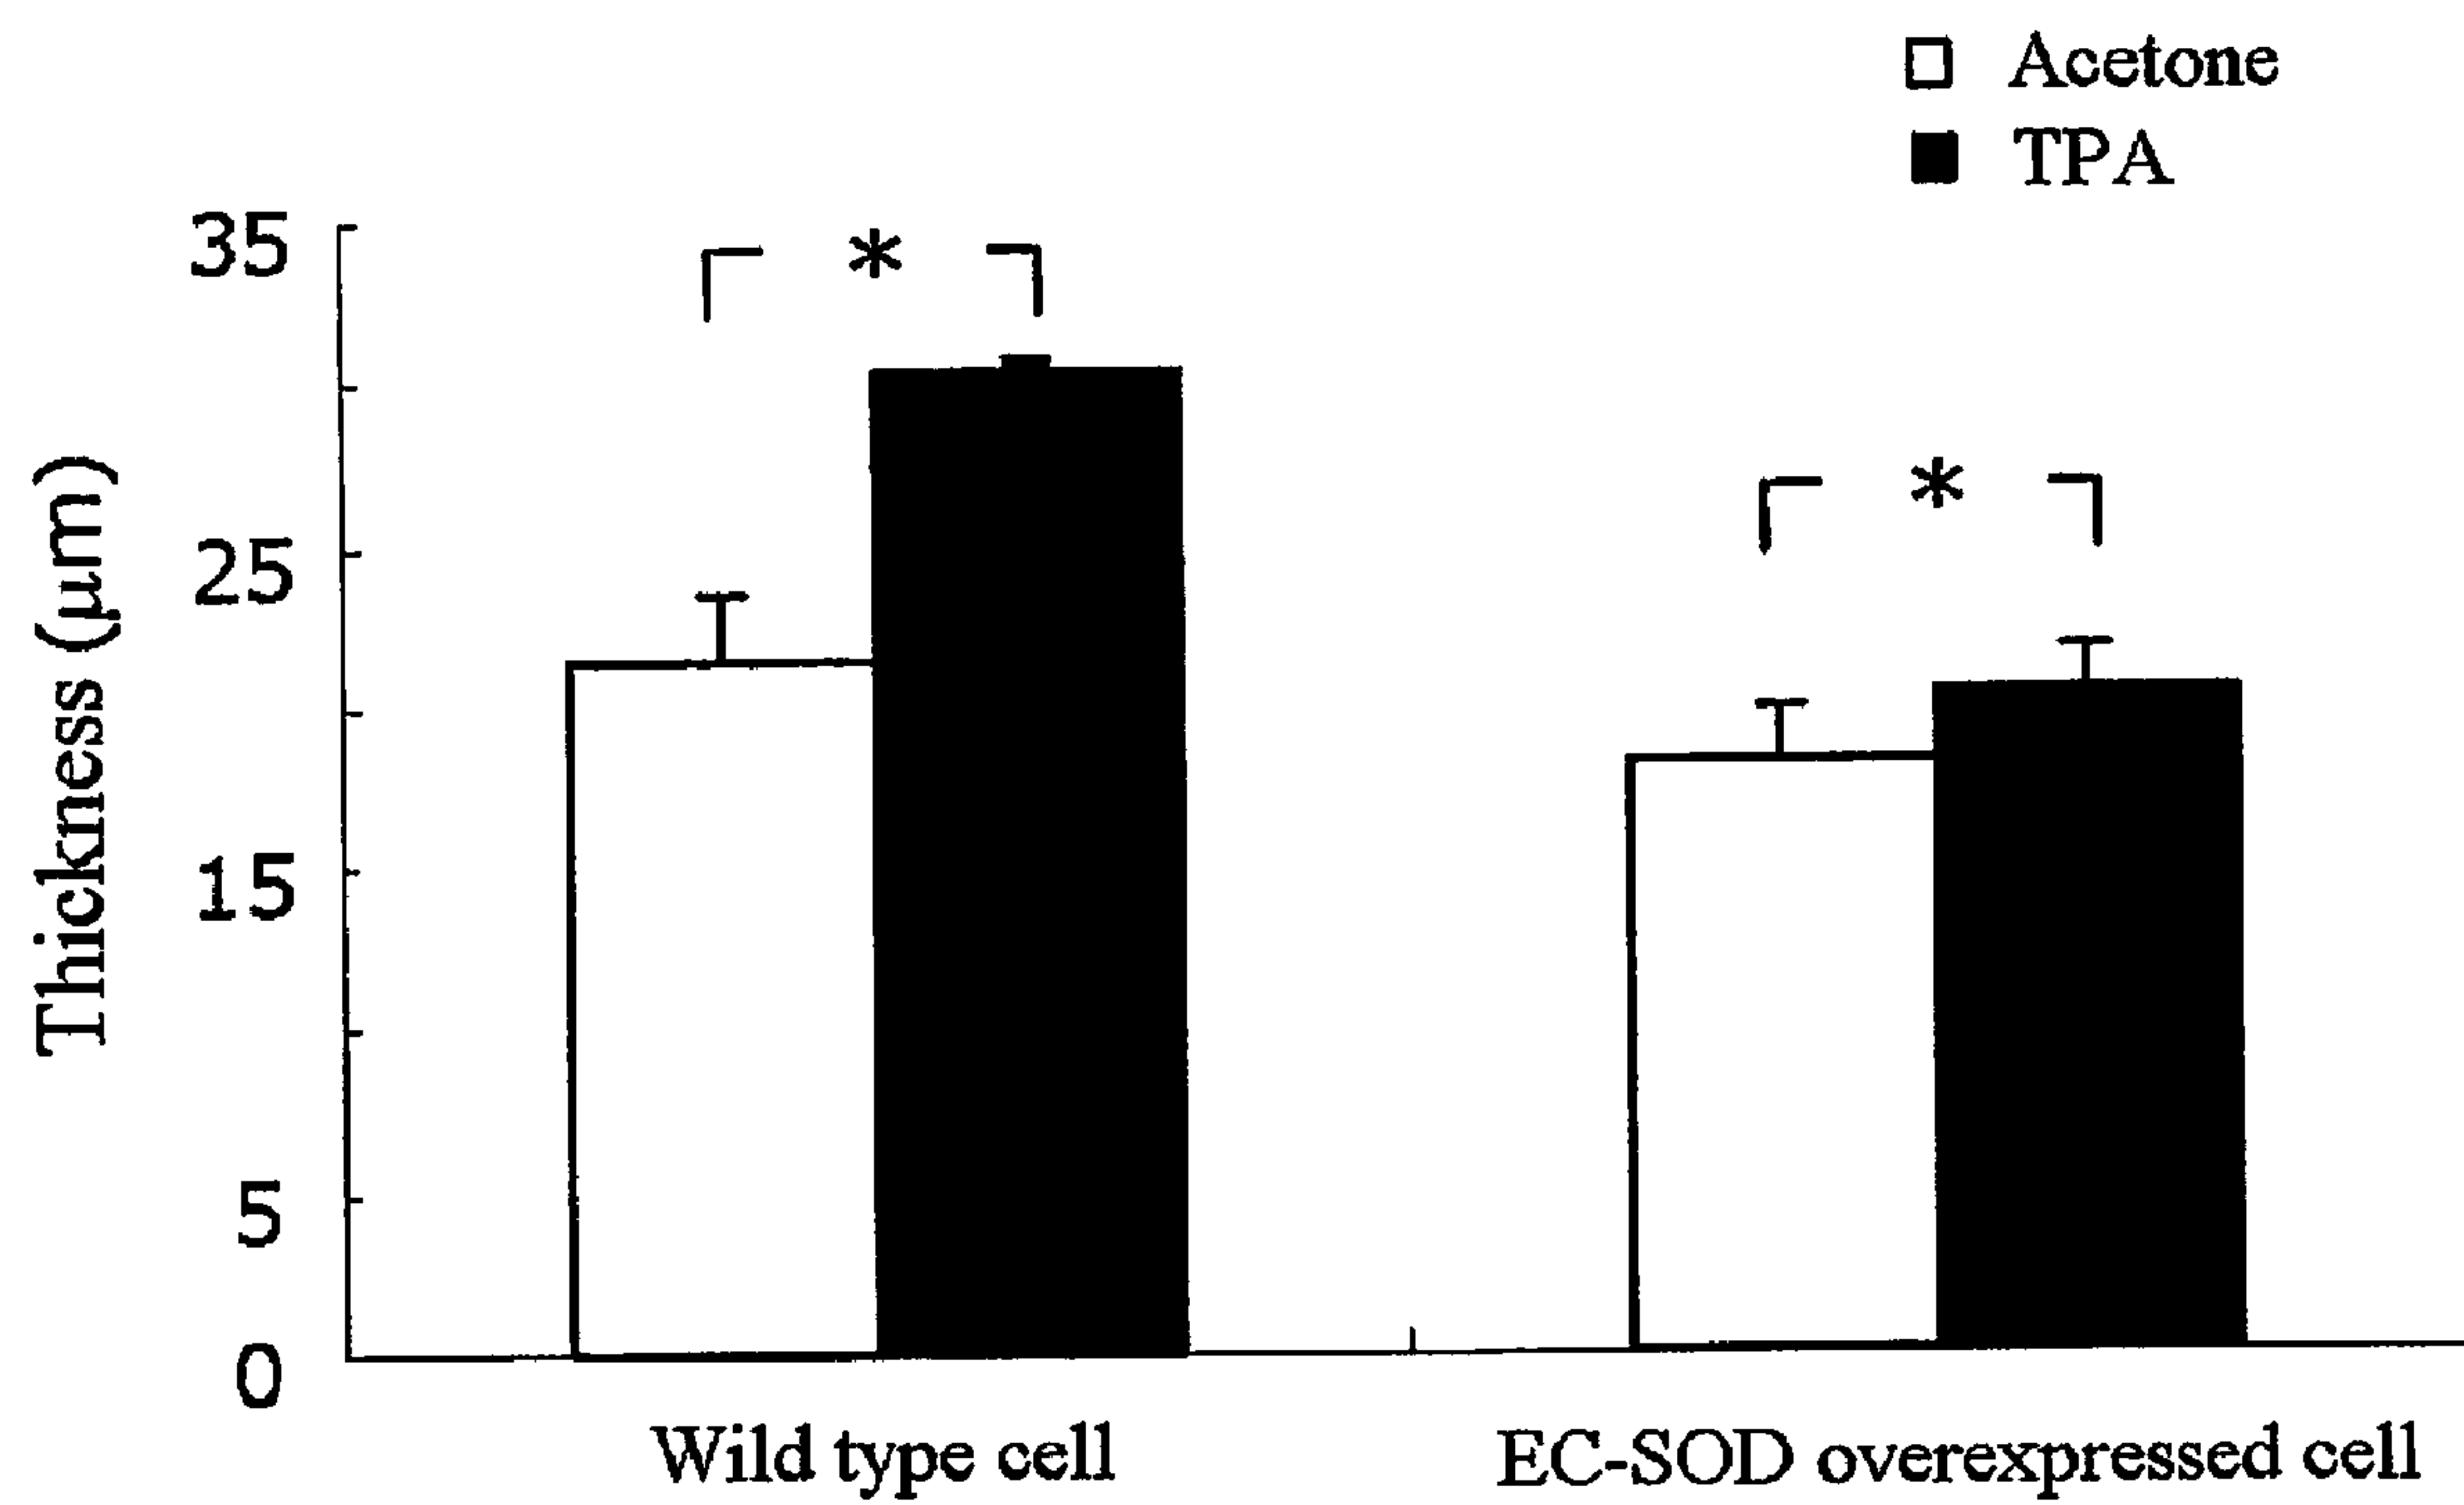 Acetone
TPA
35
*
Thickness (μm)
25
*
15
5
0
Wild type cell
EC-SOD overexpressed cell